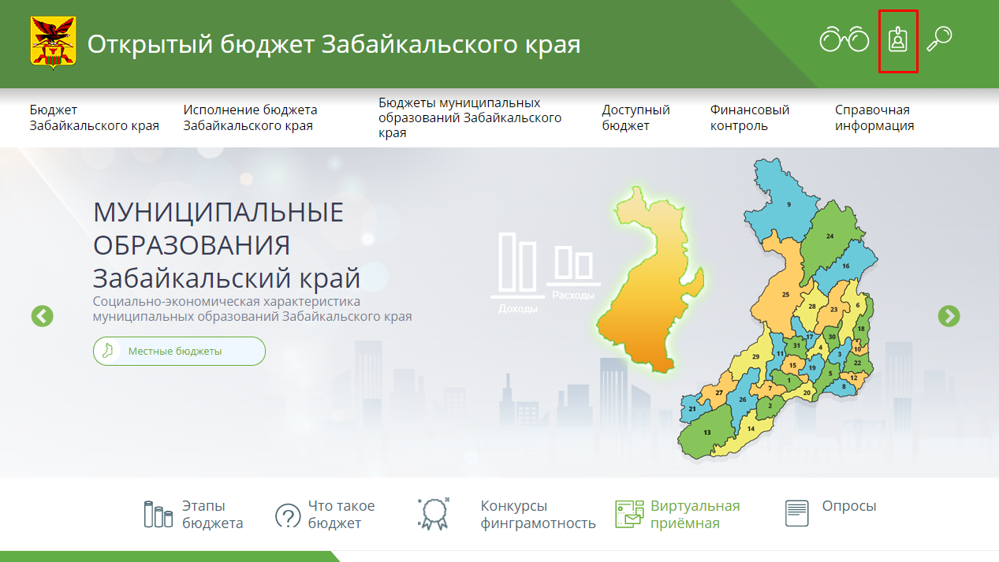 Открытый бюджет Забайкальского края
Бюджет
Забайкальского края
Исполнение бюджета
Забайкальского края
Бюджеты муниципальных
образований Забайкальского
края
Доступный
бюджет
Финансовый
контроль
Справочная
информация
МУНИЦИПАЛЬНЫЕ
ОБРАЗОВАНИЯ
Забайкальский край
Социально-экономическая характеристика
муниципальных образований Забайкальского края
Местные бюджеты
Доходы
Расходы
9
24
16
25
28
23
6
18
17
30
31
4
10
11
3
29
15
19
22
5
12
1
8
27
7
20
26
21
2
13
14
Этапы
бюджета
Что такое
бюджет
Конкурсы
финграмотность
Виртуальная
приёмная
Опросы